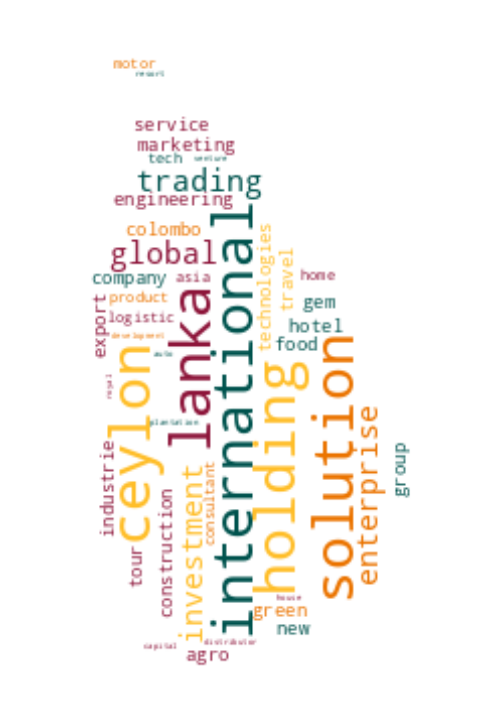 motor
resort
service
marketing
tech
venture
trading
engineering
international
colombo
global
technologies
travel
company
asia
home
lanka
product
export
gem
logistic
hotel
development
food
solution
ceylon
auto
holding
royal
enterprise
plantation
industrie
group
consultant
investment
construction
tour
house
green
new
distributor
capital
agro